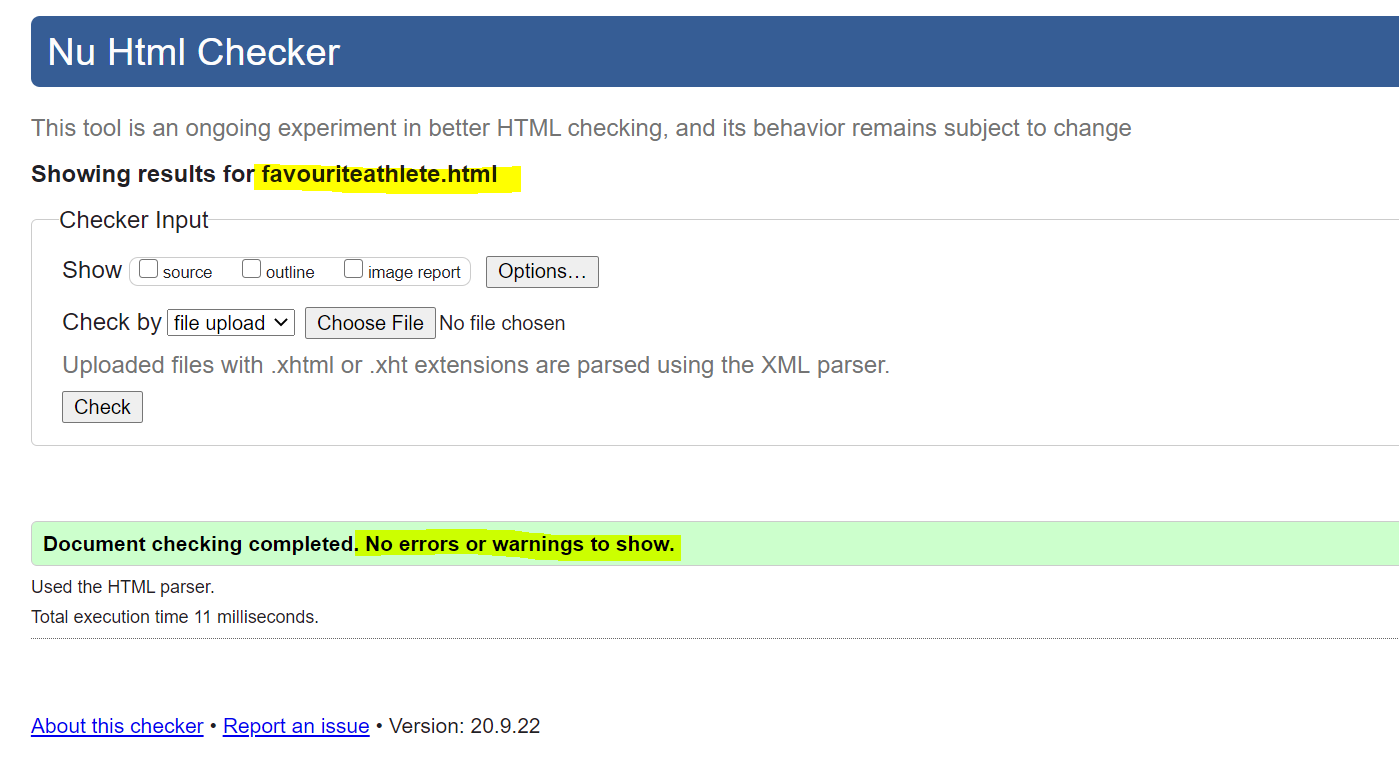 Nu Html Checker
This tool is an ongoing experiment in better HTML checking, and its behavior remains subject to change
Showing results for favouriteathlete.html
Checker Input
Show source outline image report Options…
Check by file upload Choose File No file chosen
Uploaded files with .xhtml or .xht extensions are parsed using the XML parser.
Check
Document checking completed. No errors or warnings to show.
Used the HTML parser.
Total execution time 11 milliseconds.
About this checker • Report an issue • Version: 20.9.22